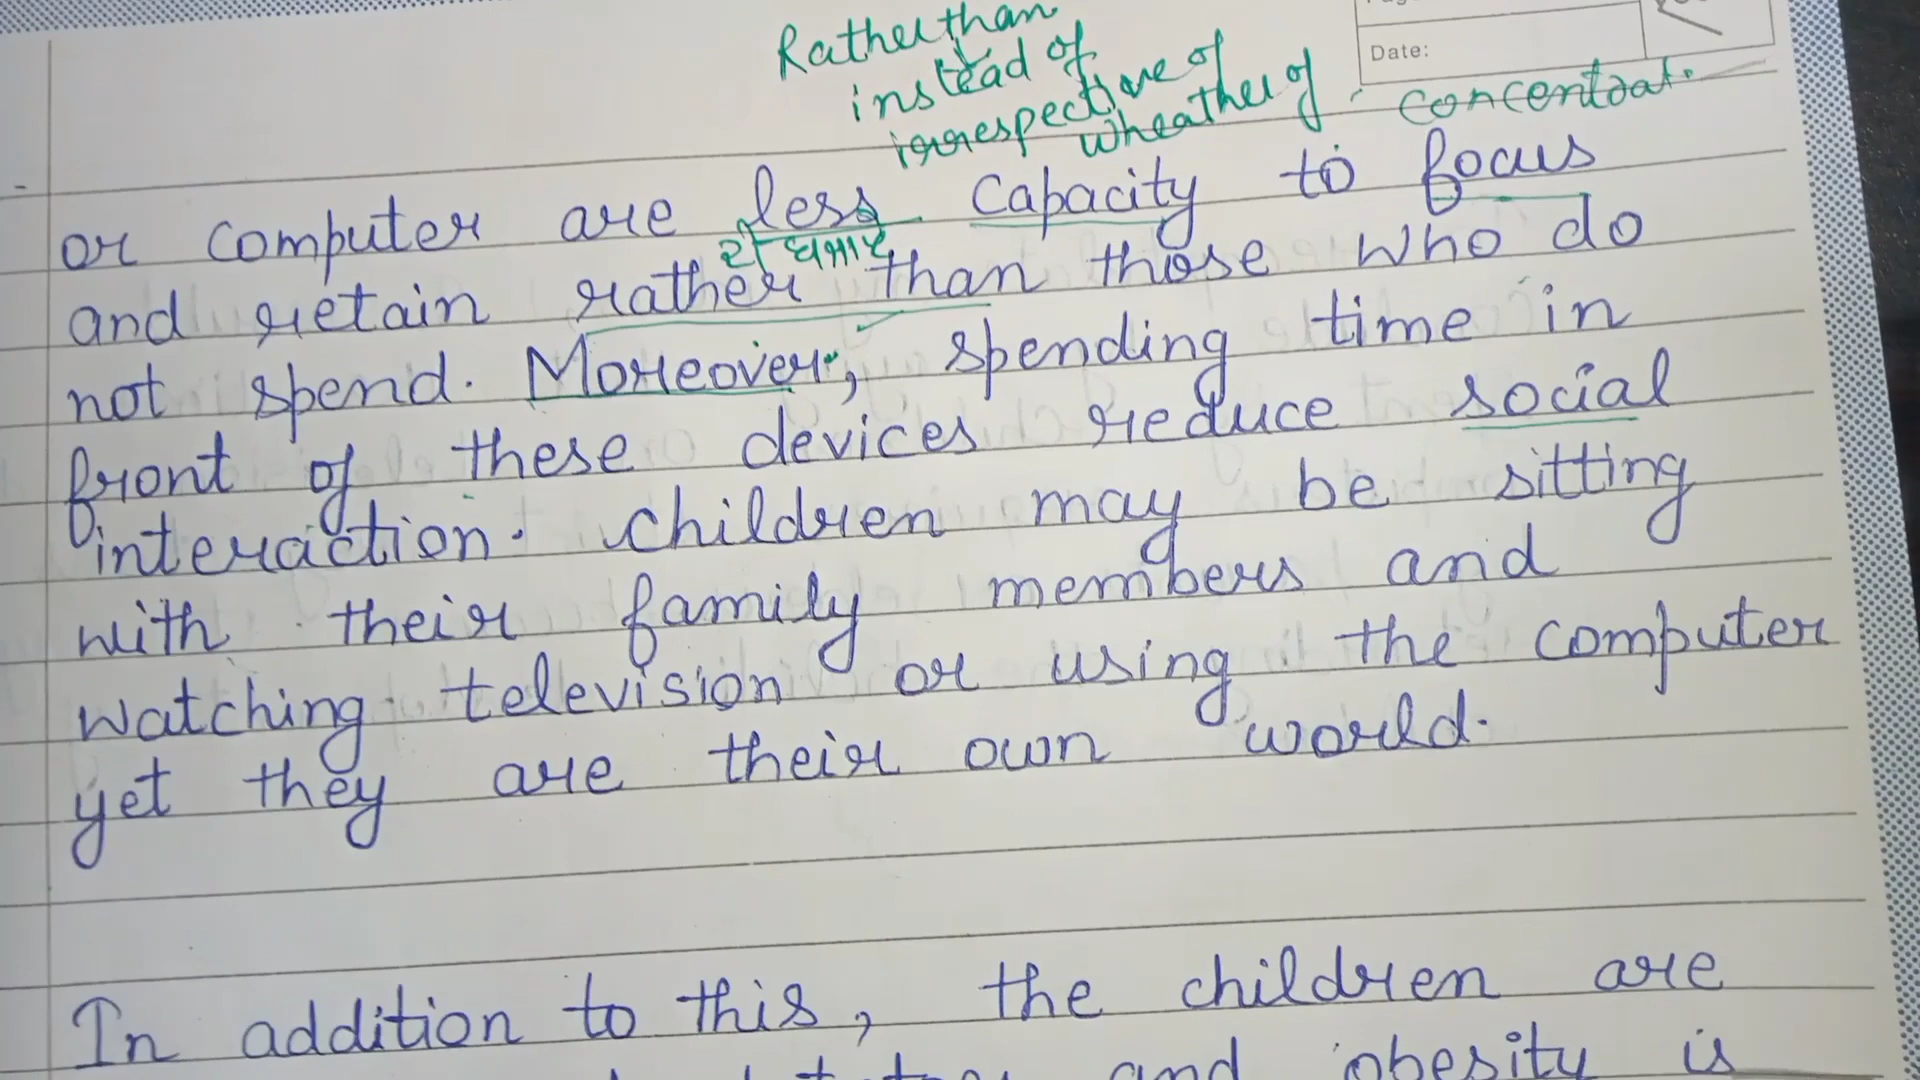 Rather than
instead of
irrespective of
wheather of
Date:
concentrat
or computer are less capacity to focus
and retain rather than those who do
not spend. Moreover, spending time in
front of these devices reduce social
interaction. children may be sitting
with their family members and
watching television or using the computer
yet they are their own world.
In addition to this, the children are
and obesity is